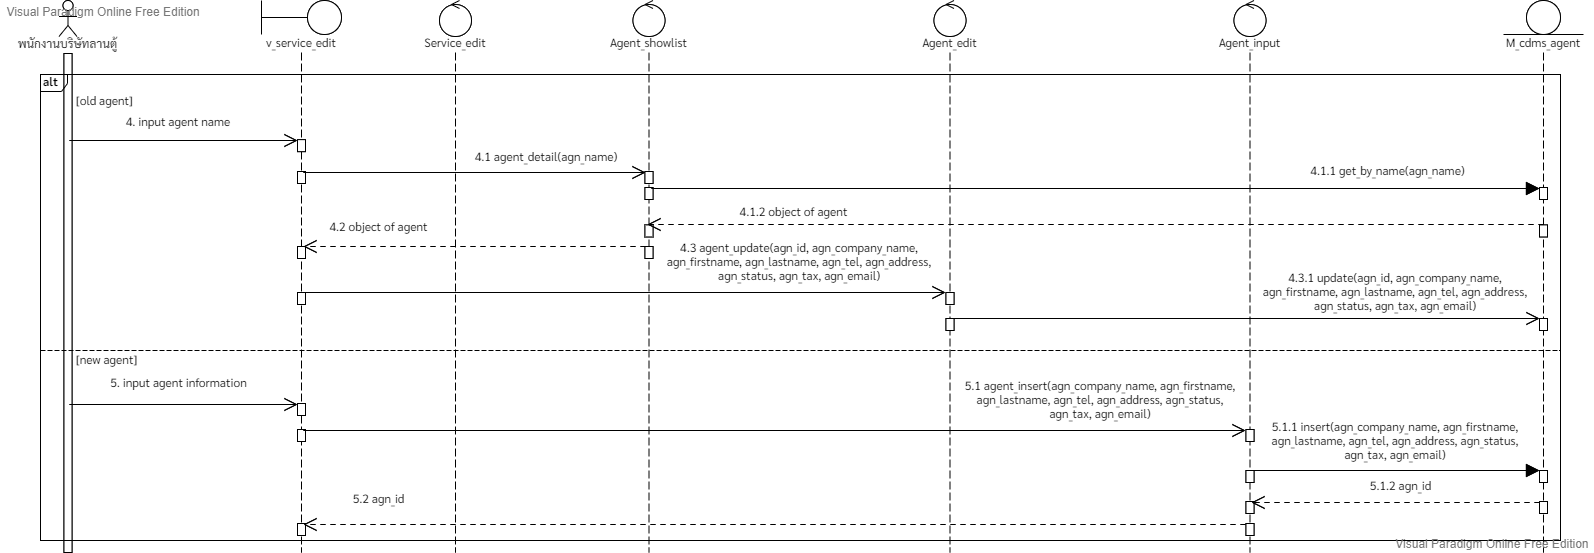 Visual Paradigm Online Free Edition
พนักงานบริษัทลานตู้
v_service_edit
Service_edit
Agent_showlist
Agent_edit
Agent_input
M_cdms_agent
alt
[old agent]
4. input agent name
4.1 agent_detail(agn_name)
4.1.1 get_by_name(agn_name)
4.1.2 object of agent
4.2 object of agent
4.3 agent_update(agn_id, agn_company_name,
agn_firstname, agn_lastname, agn_tel, agn_address,
agn_status, agn_tax, agn_email)
4.3.1 update(agn_id, agn_company_name,
agn_firstname, agn_lastname, agn_tel, agn_address,
agn_status, agn_tax, agn_email)
[new agent]
5. input agent information
5.1 agent_insert(agn_company_name, agn_firstname,
agn_lastname, agn_tel, agn_address, agn_status,
agn_tax, agn_email)
5.1.1 insert(agn_company_name, agn_firstname,
agn_lastname, agn_tel, agn_address, agn_status,
agn_tax, agn_email)
5.1.2 agn_id
5.2 agn_id
Visual Paradigm Online Free Edition